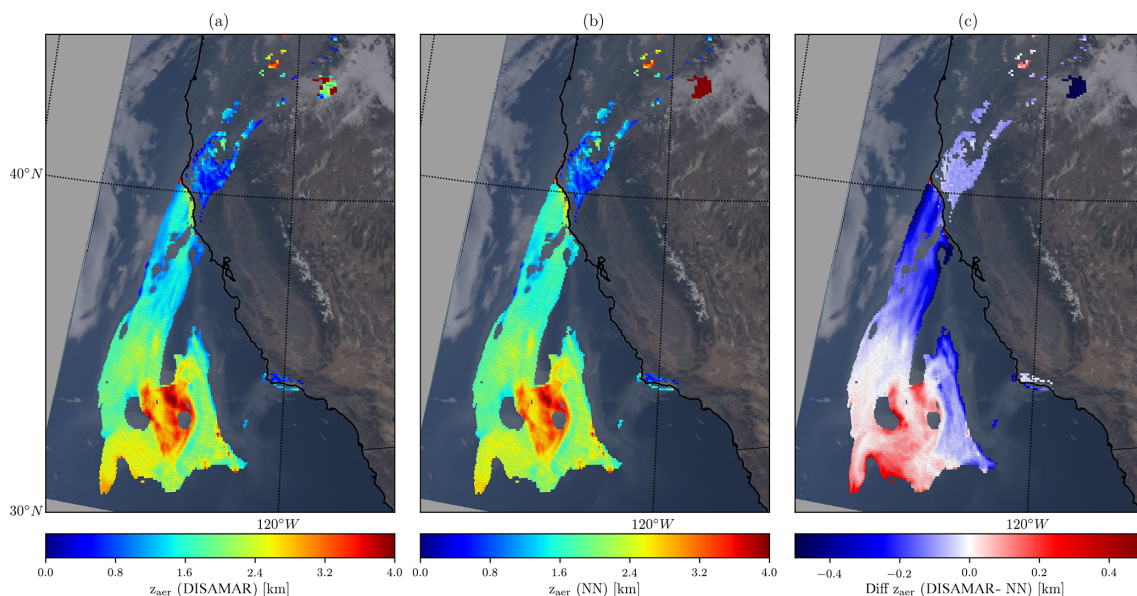 (a) (b) (c)
40°N
30°N
120°W 120°W 120°W
0.0 0.8 1.6 2.4 3.2 4.0 0.0 0.8 1.6 2.4 3.2 4.0 −0.4 −0.2 0.0 0.2 0.4
z_aer (DISAMAR) [km] z_aer (NN) [km] Diff z_aer (DISAMAR- NN) [km]